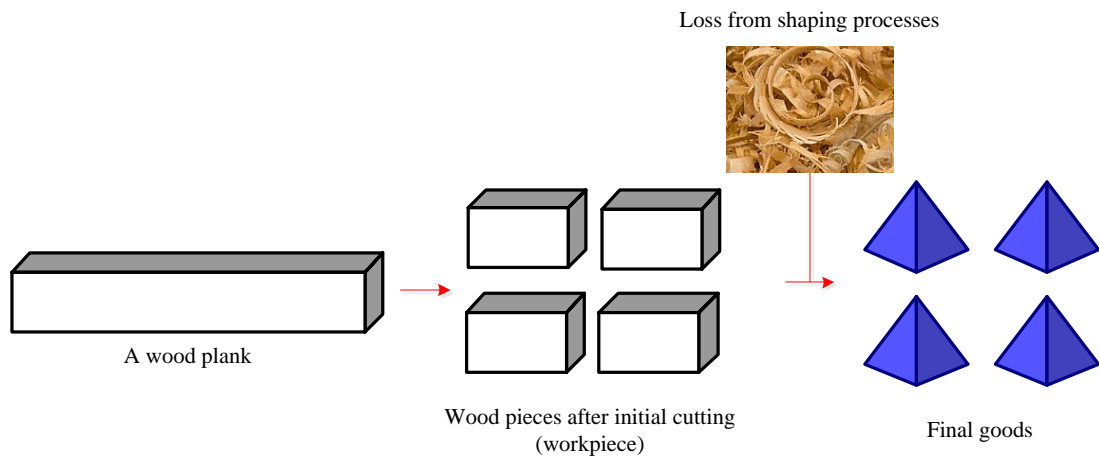 Loss from shaping processes
A wood plank
Wood pieces after initial cutting
(workpiece)
Final goods